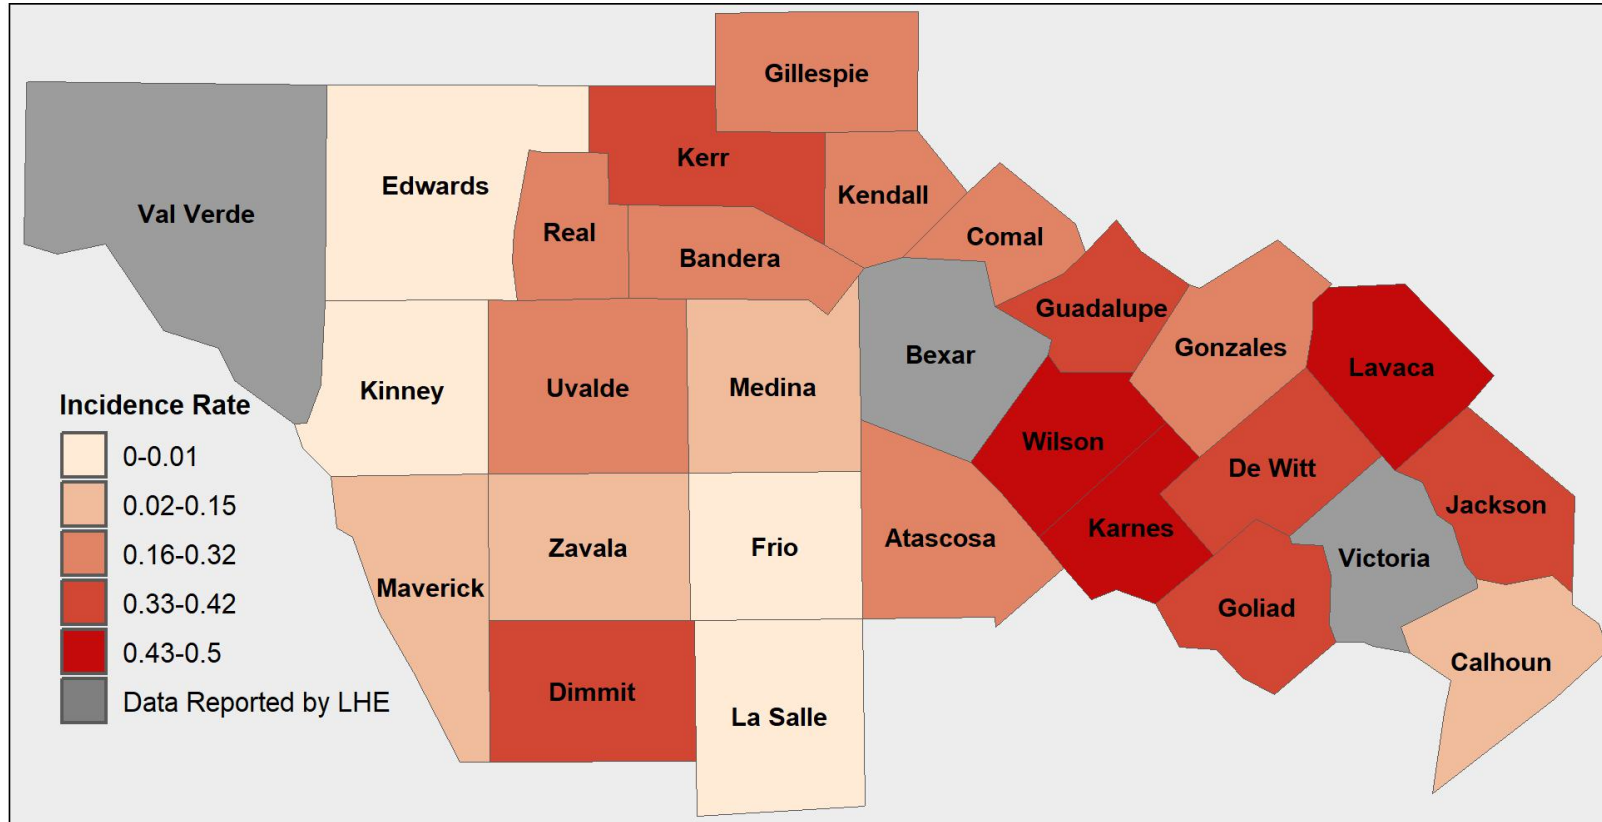 Gillespie
Kerr
Edwards
Kendall
Val Verde
Real
Comal
Bandera
Guadalupe
Gonzales
Bexar
Lavaca
Kinney
Uvalde
Medina
Incidence Rate
Wilson
0-0.01
De Witt
0.02-0.15
Jackson
Karnes
Atascosa
Zavala
Frio
0.16-0.32
Victoria
Maverick
0.33-0.42
Goliad
0.43-0.5
Calhoun
Dimmit
Data Reported by LHE
La Salle